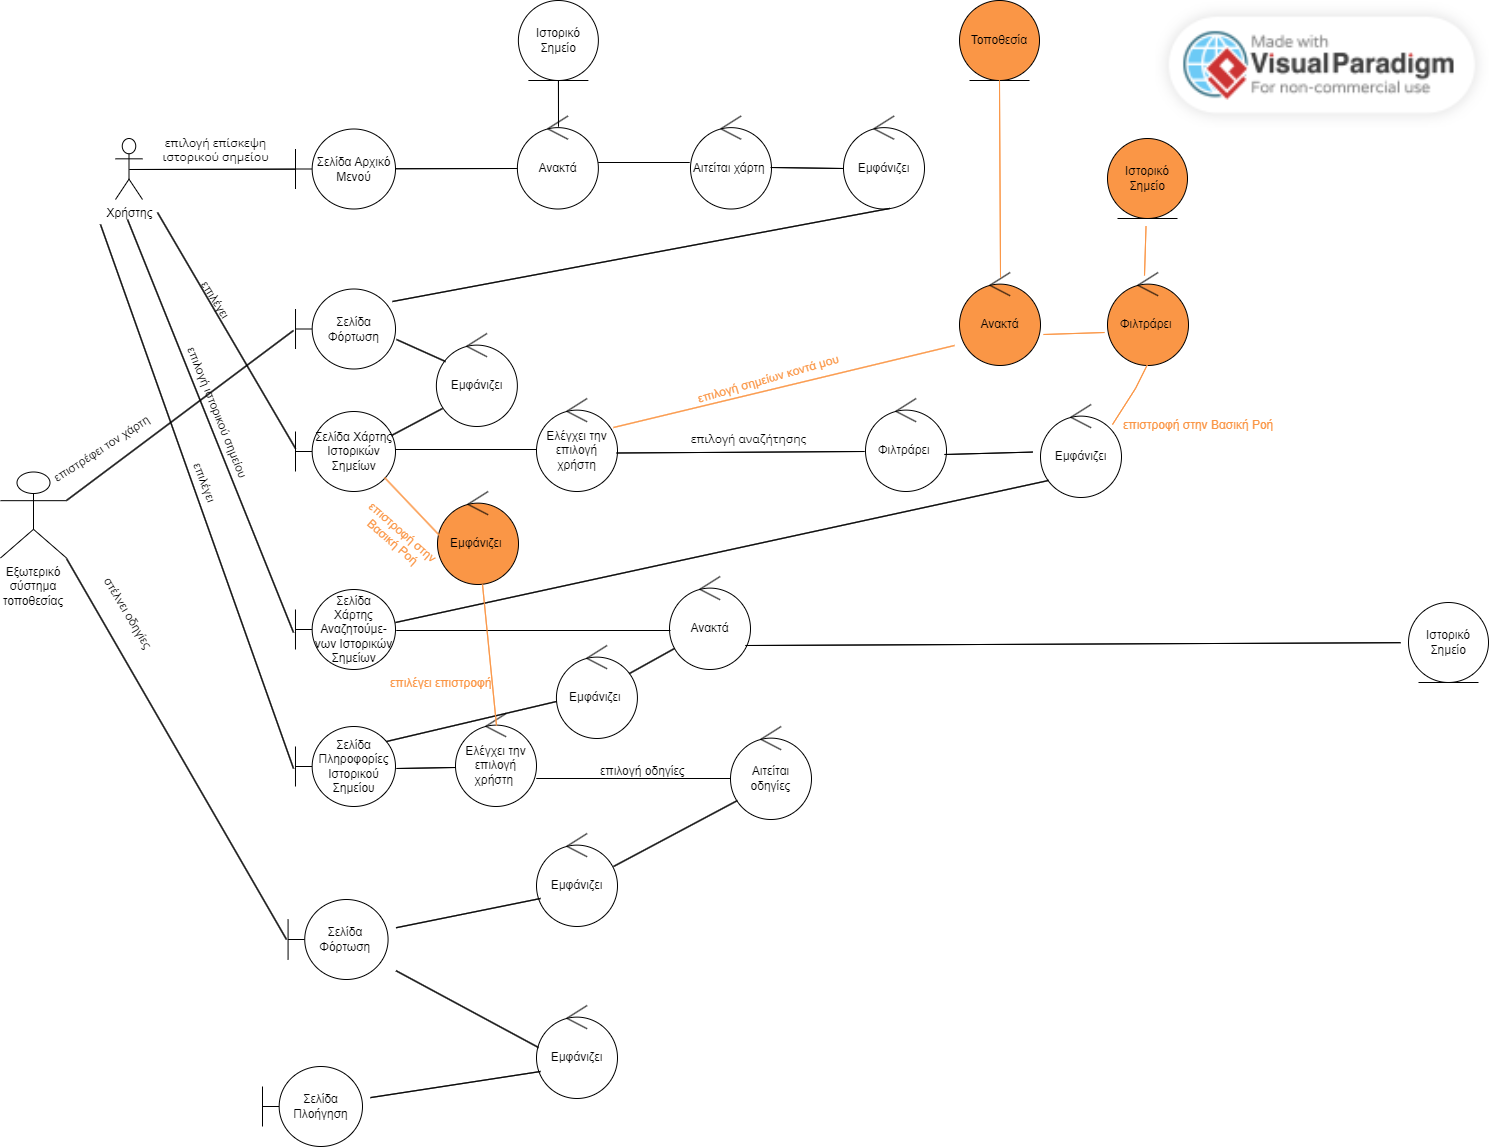 Ιστορικό
Σημείο
Τοποθεσία
Made with
Visual Paradigm
For non-commercial use
επιλογή επίσκεψη
ιστορικού σημείου
Σελίδα Αρχικό
Μενού
Ανακτά
Αιτείται χάρτη
Εμφάνιζει
Ιστορικό
Σημείο
Χρήστης
επιλέγει
Σελίδα
Φόρτωση
Ανακτά
Φιλτράρει
επιλογή ιστορικού σημείου
Εμφάνιζει
επιλογή σημείων κοντά μου
επιστρέφει τον χάρτη
Σελίδα Χάρτης
Ιστορικών
Σημείων
Ελέγχει την
επιλογή
χρήστη
επιλογή αναζήτησης
Φιλτράρει
Εμφάνιζει
επιστροφή στην Βασική Ροή
επιλέγει
επιστροφή στην
Βασική Ροή
Εμφάνιζει
Εξωτερικό
σύστημα
τοποθεσίας
στέλνει οδηγίες
Σελίδα
Χάρτης
Αναζητούμε-
νων Ιστορικών
Σημείων
Ανακτά
Ιστορικό
Σημείο
επιλέγει επιστροφή
Εμφάνιζει
Σελίδα
Πληροφορίες
Ιστορικού
Σημείου
Ελέγχει την
επιλογή
χρήστη
επιλογή οδηγίες
Αιτείται
οδηγίες
Εμφάνιζει
Σελίδα
Φόρτωση
Εμφάνιζει
Σελίδα
Πλοήγηση